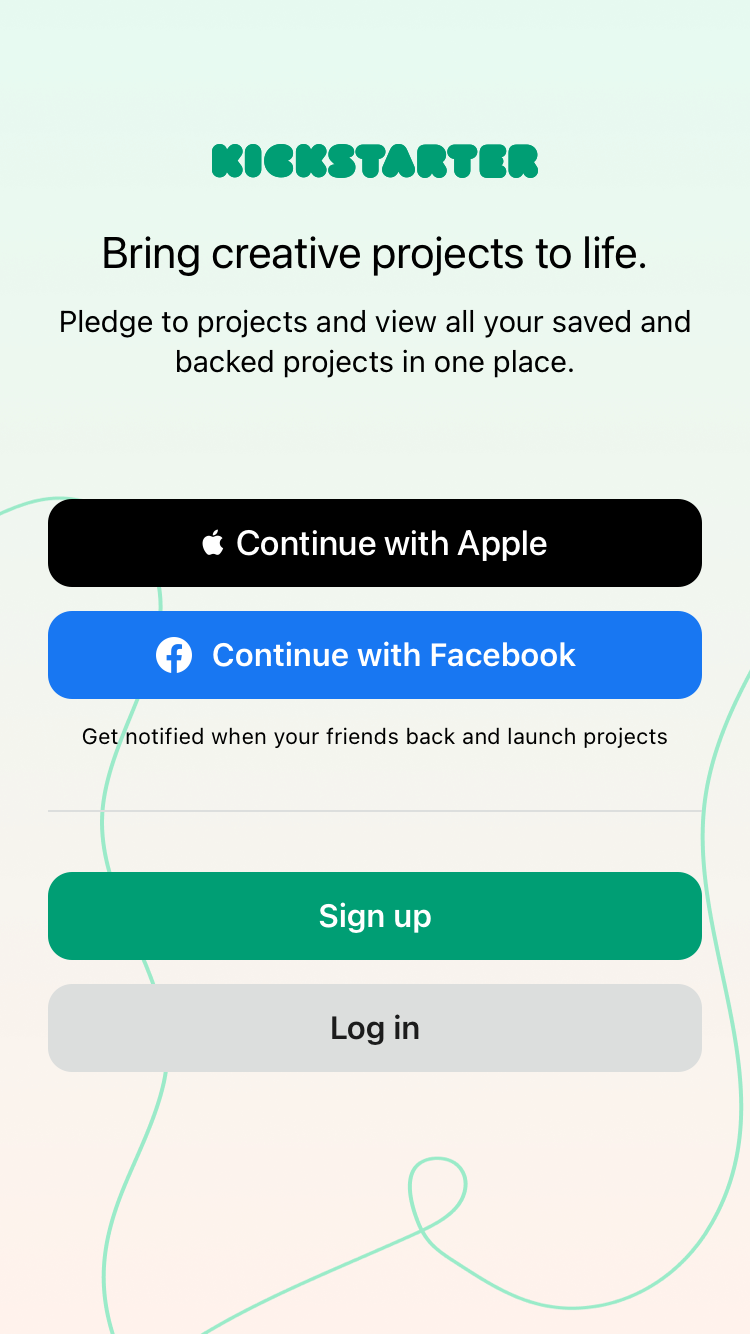 KICKSTARTER
Bring creative projects to life.
Pledge to projects and view all your saved and
backed projects in one place.
Continue with Apple
Continue with Facebook
Get notified when your friends back and launch projects
Sign up
Log in